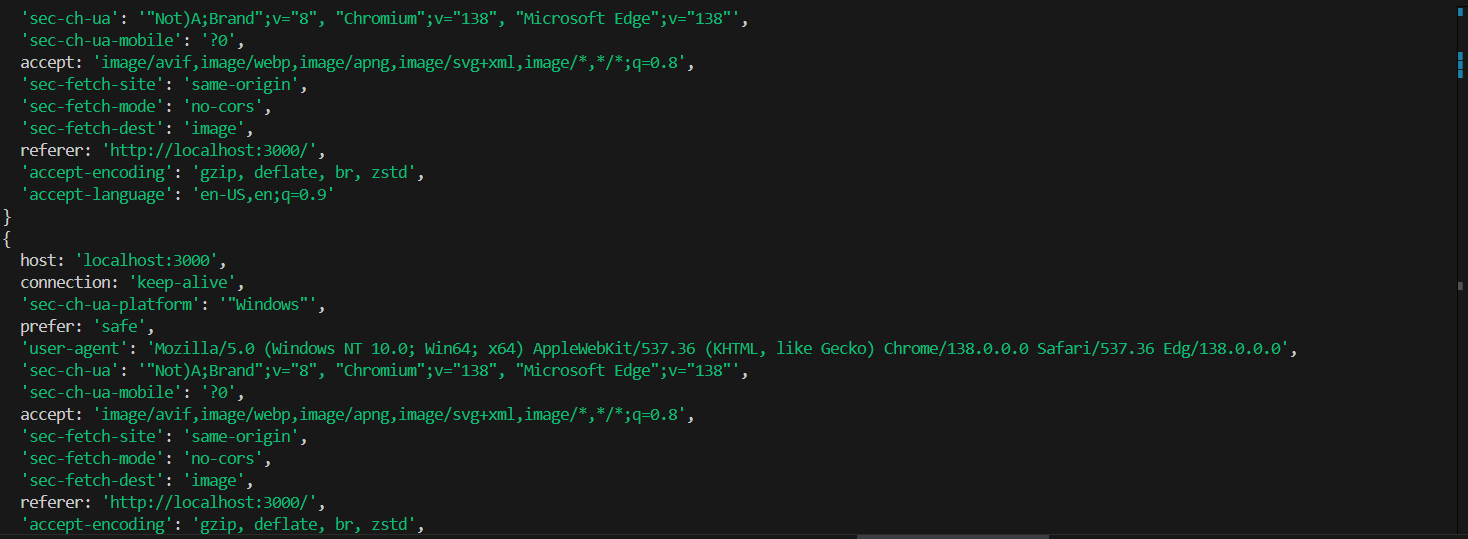 'sec-ch-ua': '"Not)A;Brand";v="8", "Chromium";v="138", "Microsoft Edge";v="138"',
'sec-ch-ua-mobile': '?0',
accept: 'image/avif,image/webp,image/apng,image/svg+xml,image/*,*/*;q=0.8',
'sec-fetch-site': 'same-origin',
'sec-fetch-mode': 'no-cors',
'sec-fetch-dest': 'image',
referer: 'http://localhost:3000/',
'accept-encoding': 'gzip, deflate, br, zstd',
'accept-language': 'en-US,en;q=0.9'
}
{
host: 'localhost:3000',
connection: 'keep-alive',
'sec-ch-ua-platform': '"Windows"',
prefer: 'safe',
'user-agent': 'Mozilla/5.0 (Windows NT 10.0; Win64; x64) AppleWebKit/537.36 (KHTML, like Gecko) Chrome/138.0.0.0 Safari/537.36 Edg/138.0.0.0',
'sec-ch-ua': '"Not)A;Brand";v="8", "Chromium";v="138", "Microsoft Edge";v="138"',
'sec-ch-ua-mobile': '?0',
accept: 'image/avif,image/webp,image/apng,image/svg+xml,image/*,*/*;q=0.8',
'sec-fetch-site': 'same-origin',
'sec-fetch-mode': 'no-cors',
'sec-fetch-dest': 'image',
referer: 'http://localhost:3000/',
'accept-encoding': 'gzip, deflate, br, zstd',